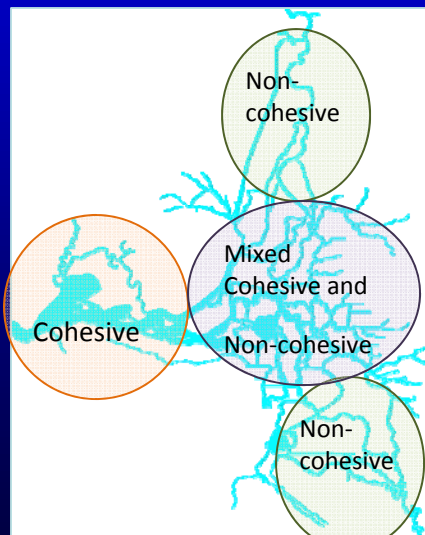 Non-
cohesive
Mixed
Cohesive and
Non-cohesive
Cohesive
Non-
cohesive